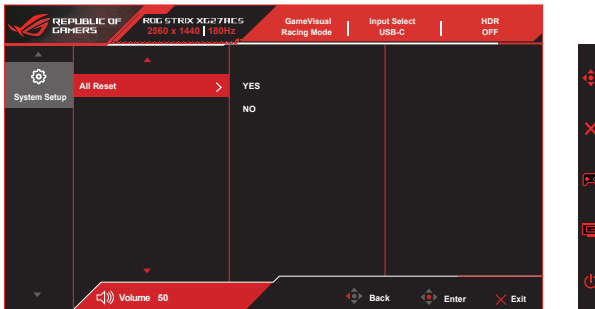 REPUBLIC OF
GAMERS
ROG STRIX XG27ACS
2560 x 1440 180Hz
GameVisual
Racing Mode
Input Select
USB-C
HDR
OFF
System Setup
All Reset
YES
NO
Volume 50
Back
Enter
Exit